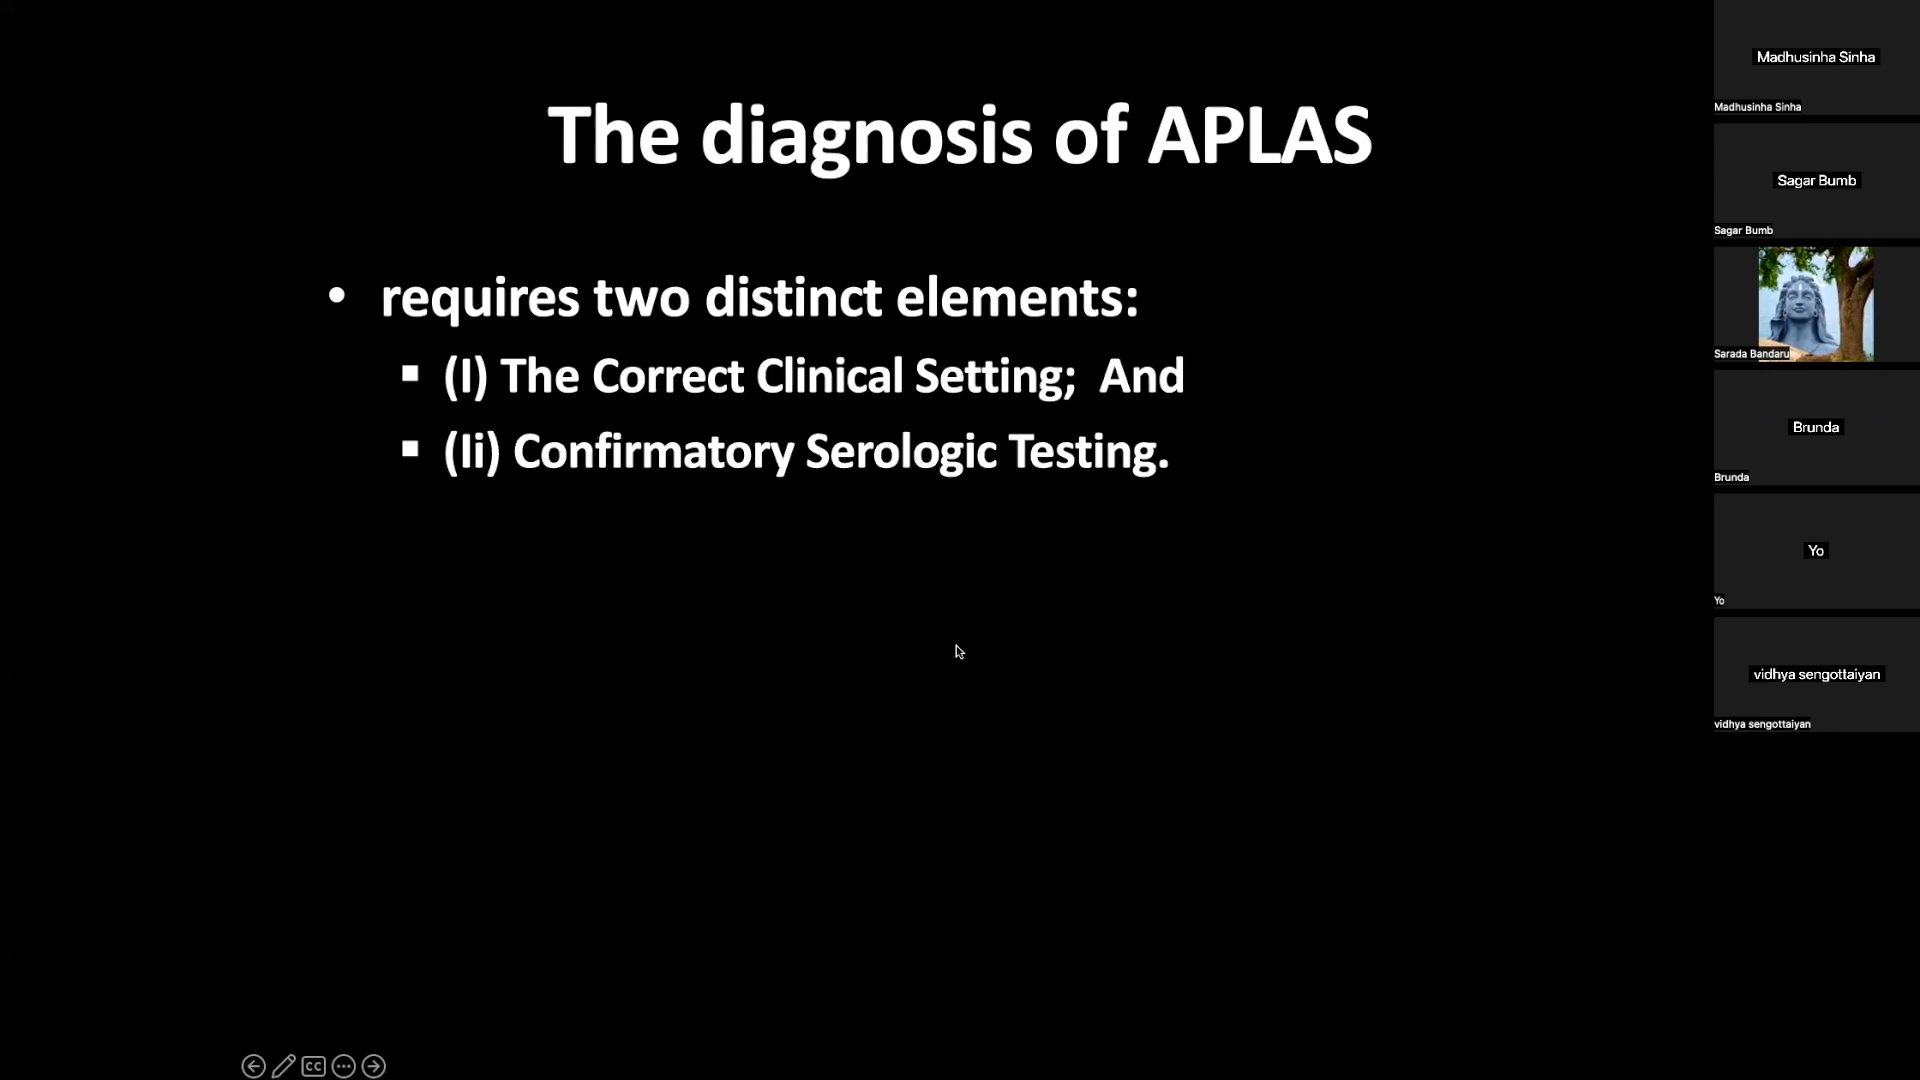 The diagnosis of APLAS
• requires two distinct elements:
▪ (I) The Correct Clinical Setting; And
▪ (Ii) Confirmatory Serologic Testing.
Madhusinha Sinha
Madhusinha Sinha
Sagar Bumb
Sagar Bumb
Sarada Bandaru
Brunda
Brunda
Yo
Yo
vidhya sengottaiyan
vidhya sengottaiyan
CC